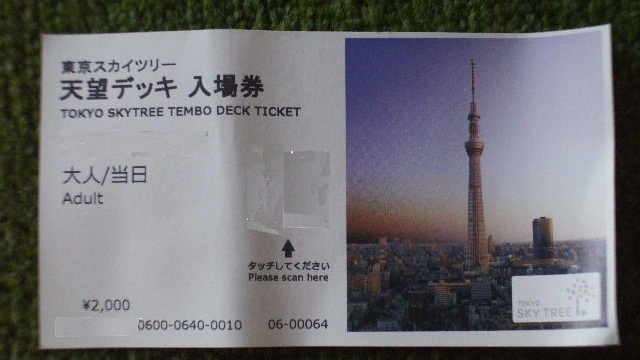 東京スカイツリー
天望デッキ 入場券
TOKYO SKYTREE TEMBO DECK TICKET
大人/当日
Adult
タッチしてください
Please scan here
¥2,000
0600-0640-0010 06-00064
TOKYO
SKY TREE